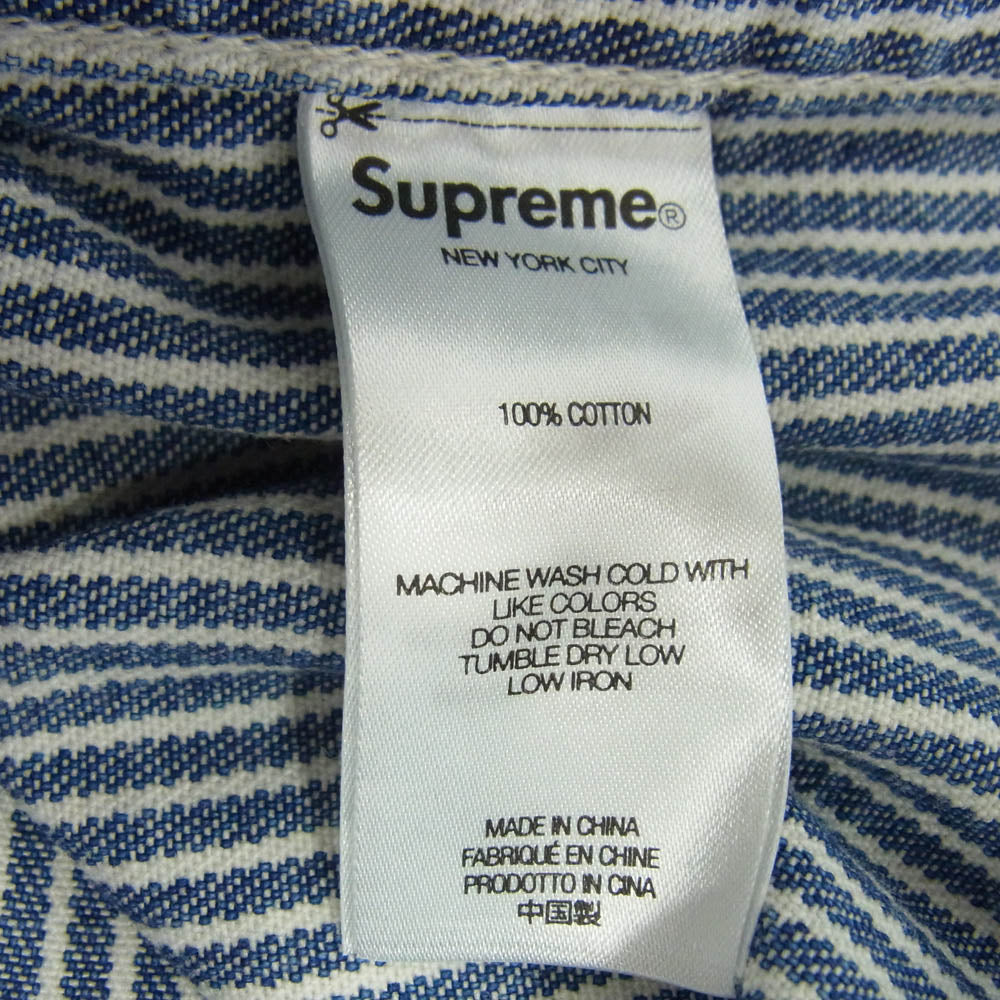 Supreme®
NEW YORK CITY
100% COTTON
MACHINE WASH COLD WITH
LIKE COLORS
DO NOT BLEACH
TUMBLE DRY LOW
LOW IRON
MADE IN CHINA
FABRIQUÉ EN CHINE
PRODOTTO IN CINA
中国製